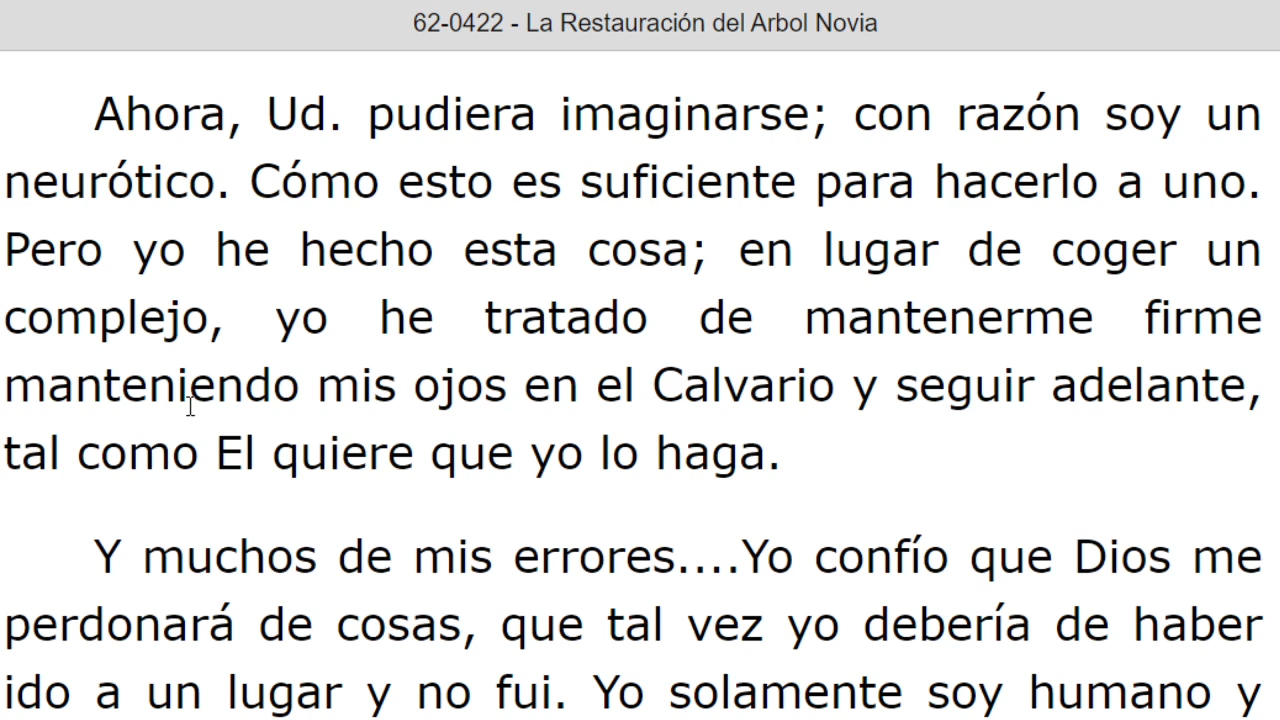 62-0422 - La Restauración del Arbol Novia
Ahora, Ud. pudiera imaginarse; con razón soy un
neurótico. Cómo esto es suficiente para hacerlo a uno.
Pero yo he hecho esta cosa; en lugar de coger un
complejo, yo he tratado de mantenerme firme
manteniendo mis ojos en el Calvario y seguir adelante,
tal como El quiere que yo lo haga.
Y muchos de mis errores....Yo confío que Dios me
perdonará de cosas, que tal vez yo debería de haber
ido a un lugar y no fui. Yo solamente soy humano y